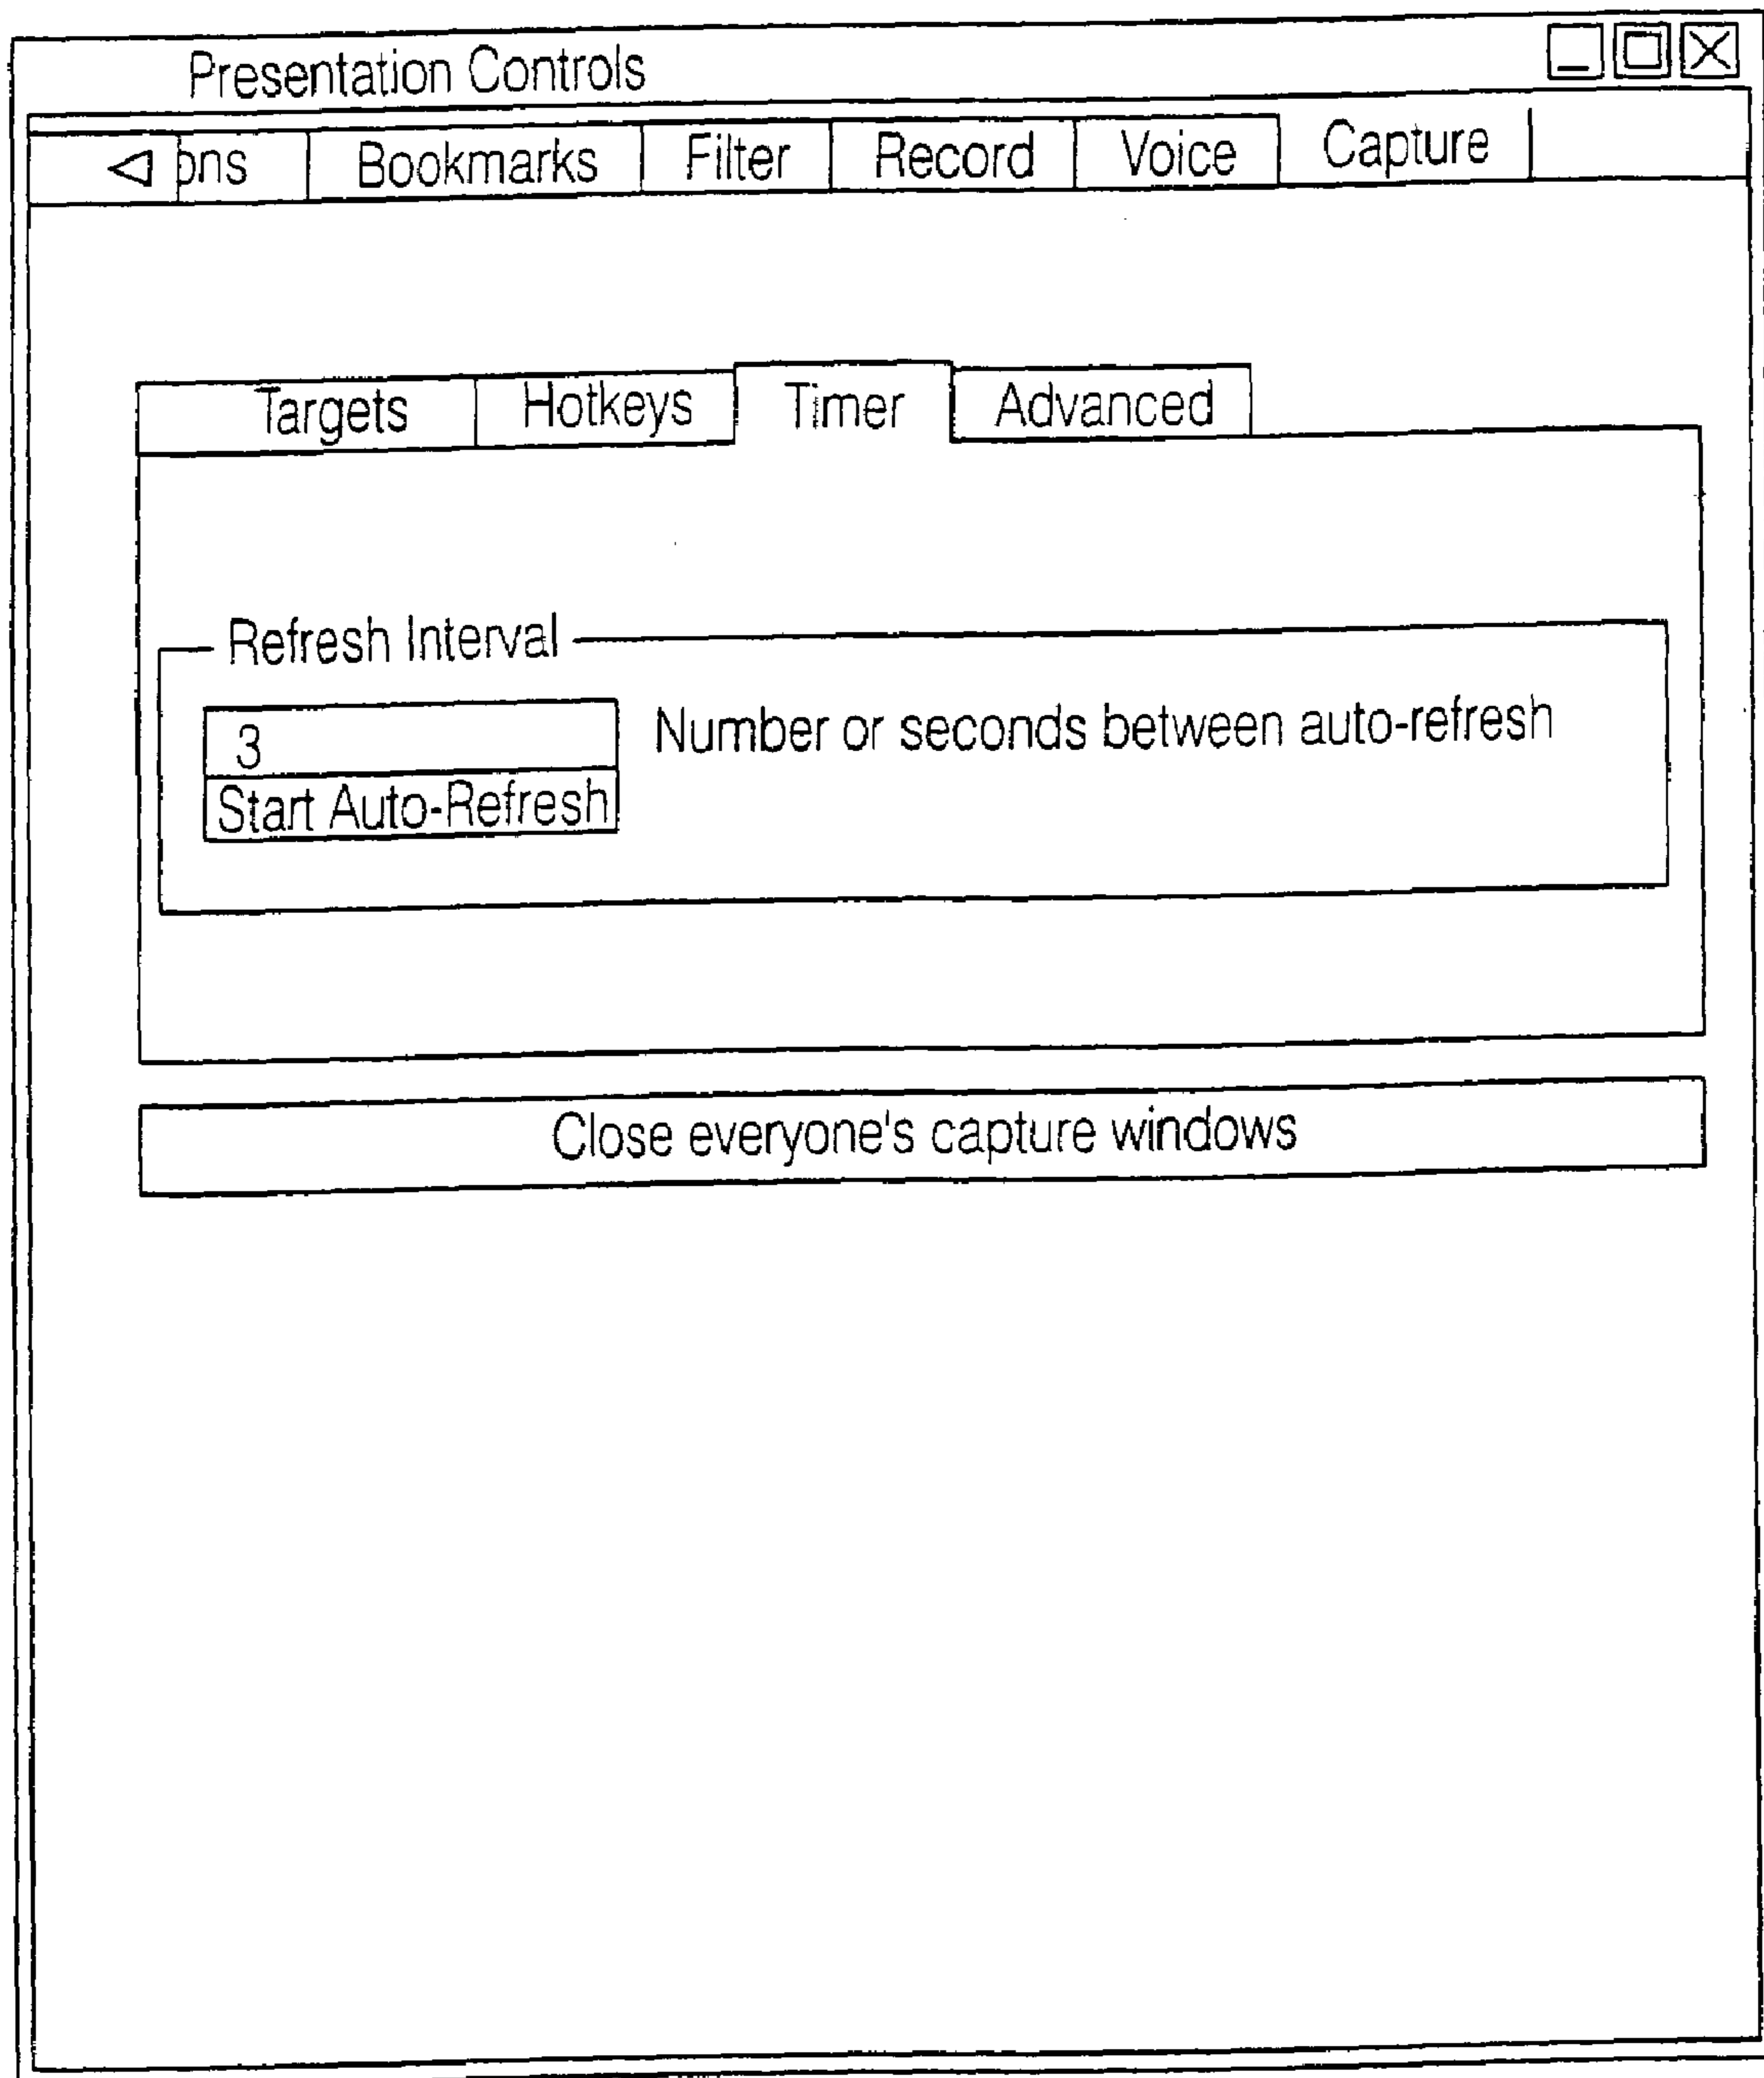 Presentation Controls
ons Bookmarks Filter Record Voice Capture
Targets Hotkeys Timer Advanced
Refresh Interval
3 Number or seconds between auto-refresh
Start Auto-Refresh
Close everyone's capture windows